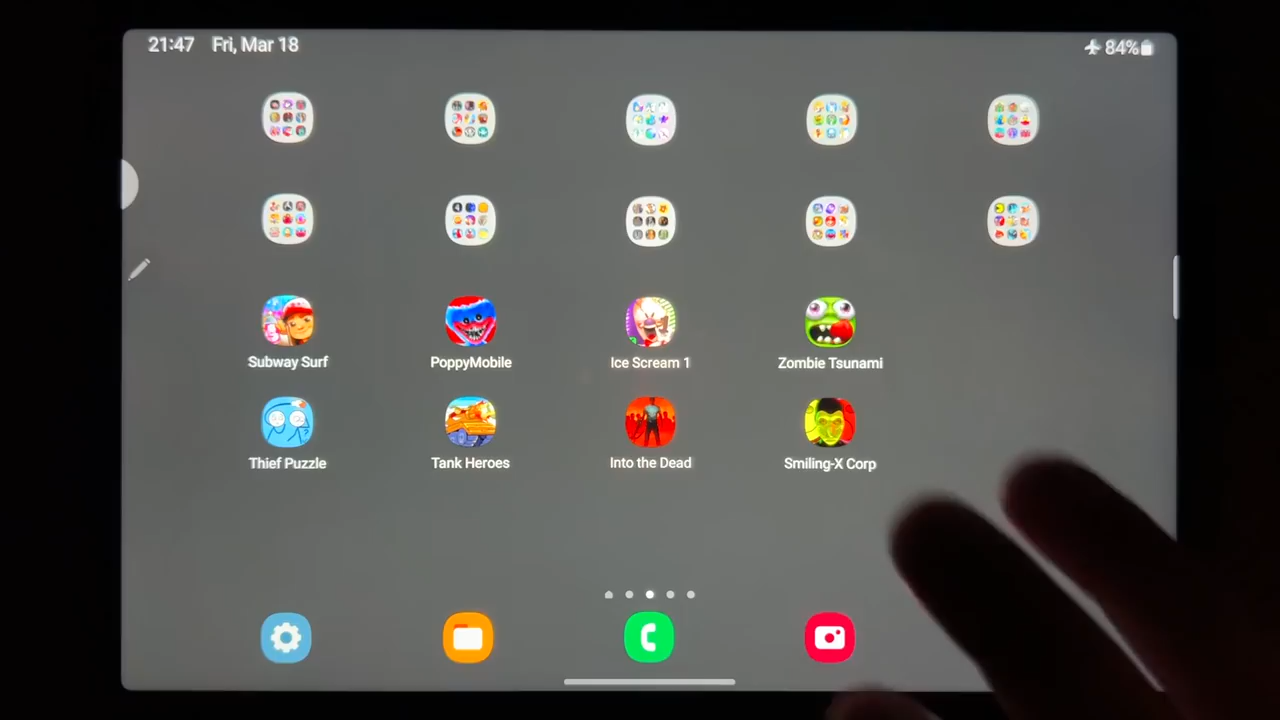 21:47 Fri, Mar 18
84%
Subway Surf
PoppyMobile
Ice Scream 1
Zombie Tsunami
Thief Puzzle
Tank Heroes
Into the Dead
Smiling-X Corp